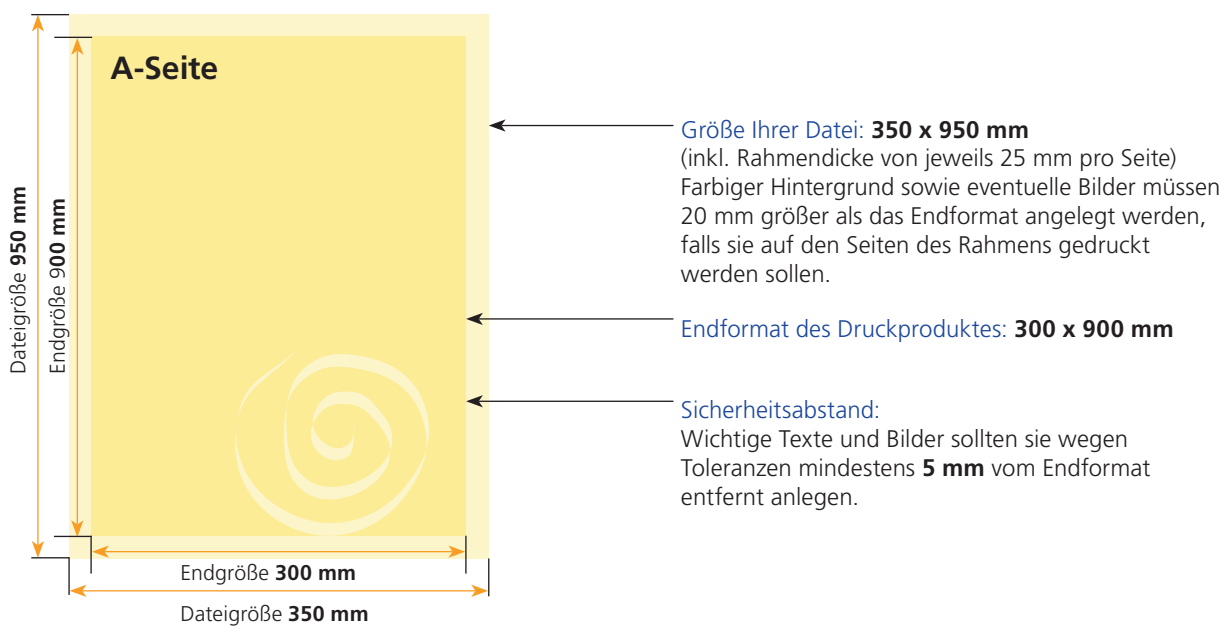 A-Seite
Dateigröße 950 mm
Endgröße 900 mm
Größe Ihrer Datei: 350 x 950 mm
(inkl. Rahmendicke von jeweils 25 mm pro Seite)
Farbiger Hintergrund sowie eventuelle Bilder müssen
20 mm größer als das Endformat angelegt werden,
falls sie auf den Seiten des Rahmens gedruckt
werden sollen.
Endformat des Druckproduktes: 300 x 900 mm
Sicherheitsabstand:
Wichtige Texte und Bilder sollten sie wegen
Toleranzen mindestens 5 mm vom Endformat
entfernt anlegen.
Endgröße 300 mm
Dateigröße 350 mm